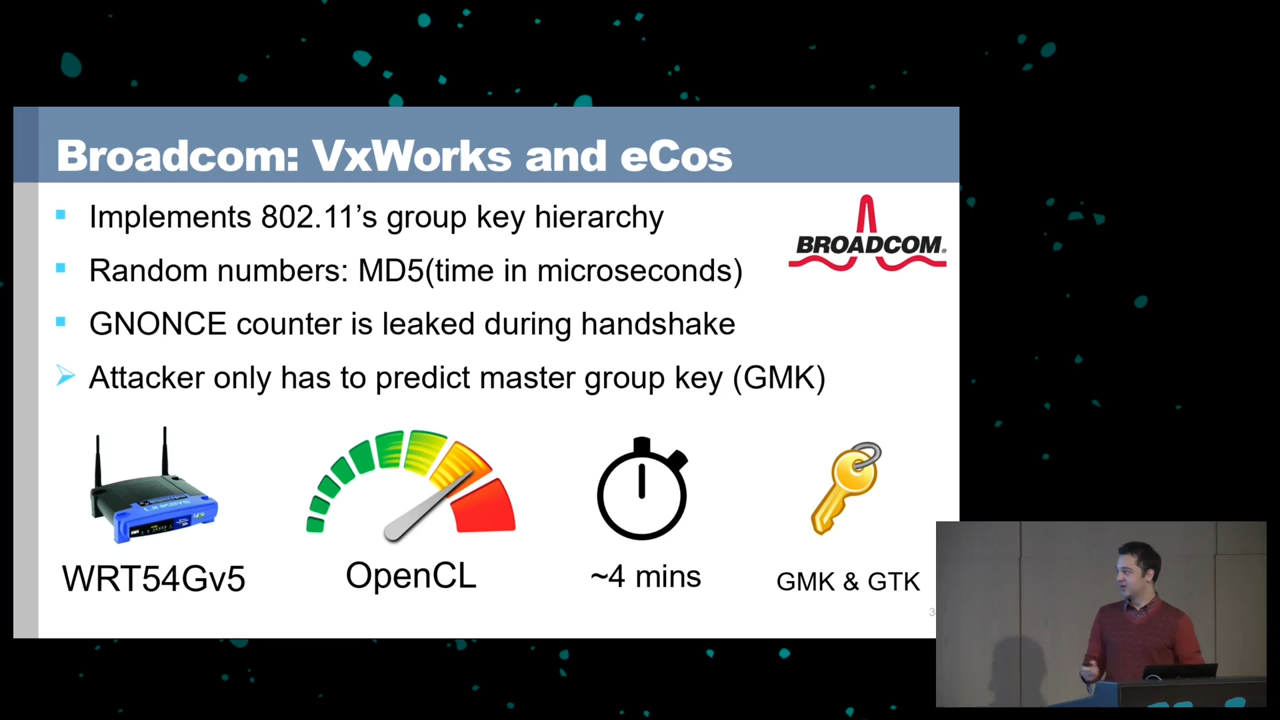 Broadcom: VxWorks and eCos
Implements 802.11’s group key hierarchy
BROADCOM®
Random numbers: MD5(time in microseconds)
GNONCE counter is leaked during handshake
Attacker only has to predict master group key (GMK)
LINKSYS
WRT54Gv5
OpenCL
~4 mins
GMK & GTK
3